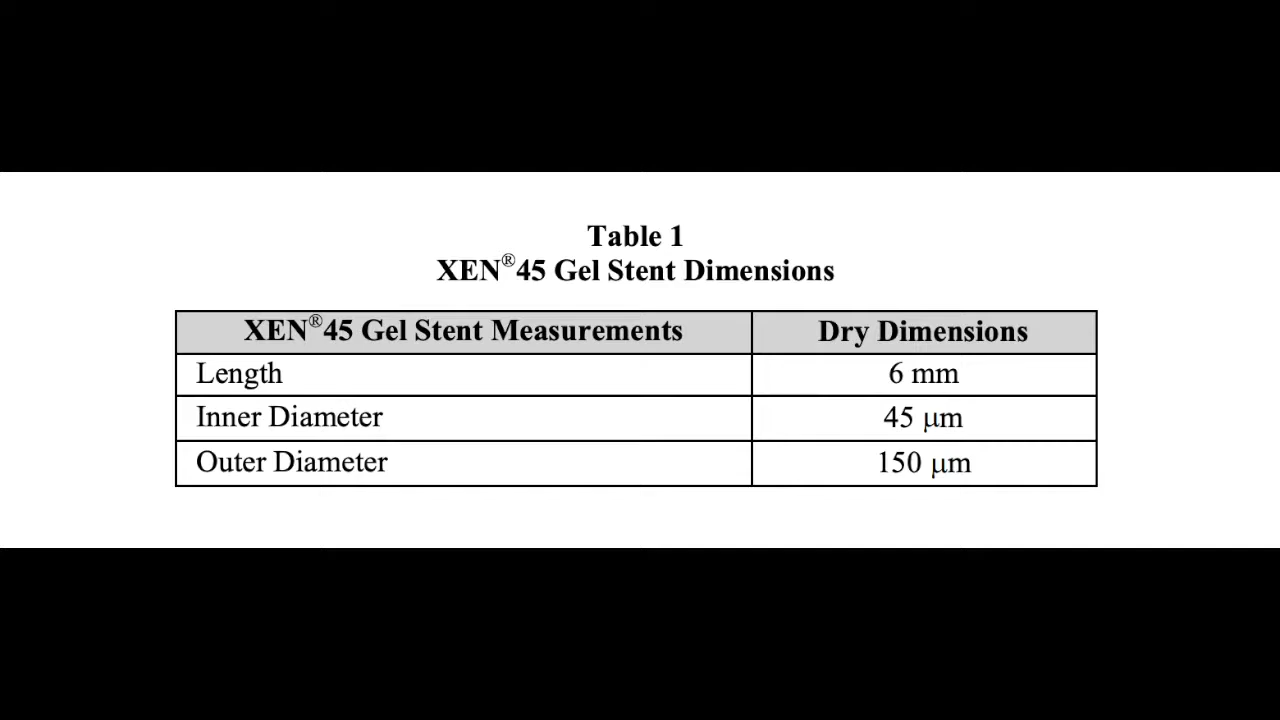 Table 1
XEN®45 Gel Stent Dimensions
XEN®45 Gel Stent Measurements Dry Dimensions
Length 6 mm
Inner Diameter 45 μm
Outer Diameter 150 μm